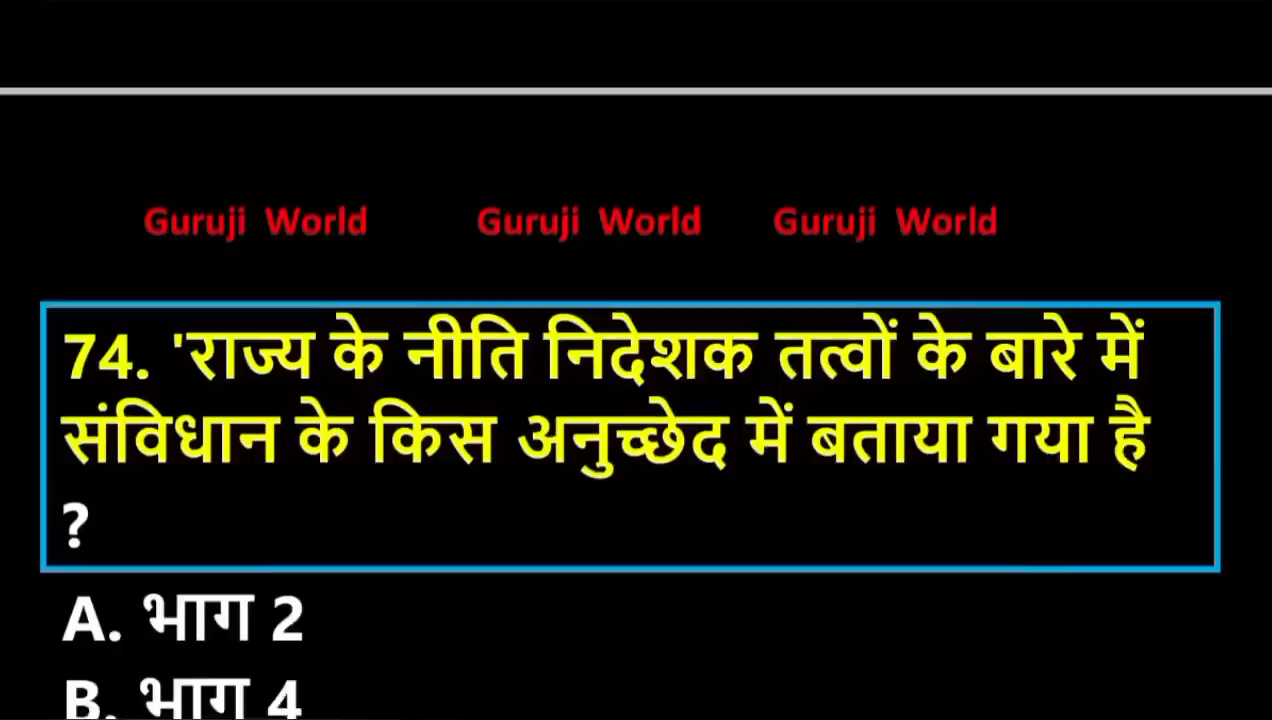 Guruji World Guruji World Guruji World
74. 'राज्य के नीति निदेशक तत्वों के बारे में
संविधान के किस अनुच्छेद में बताया गया है
?
A. भाग 2
B. भाग 4